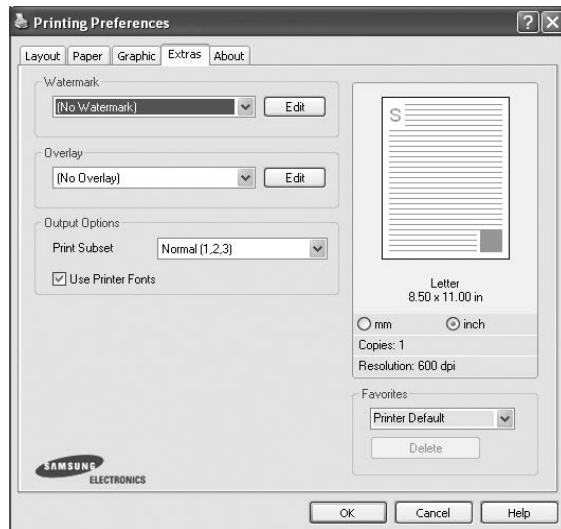 Printing Preferences
Layout Paper Graphic Extras About
Watermark
(No Watermark) Edit
Overlay
(No Overlay) Edit
Output Options
Print Subset Normal (1,2,3)
Use Printer Fonts
S
Letter
8.50 x 11.00 in
mm inch
Copies: 1
Resolution: 600 dpi
Favorites
Printer Default
Delete
SAMSUNG
ELECTRONICS
OK Cancel Help